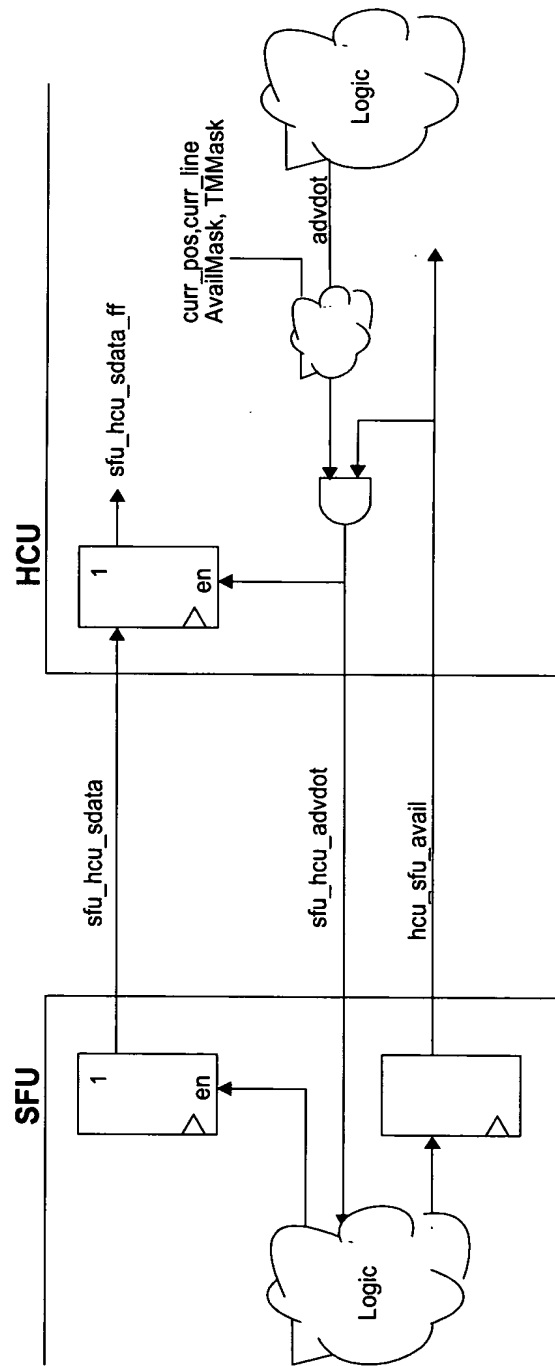 SFU
HCU
1
en
sfu_hcu_sdata
1
en
sfu_hcu_sdata_ff
curr_pos,curr_line
AvailMask, TMMask
advdot
Logic
sfu_hcu_advdot
Logic
hcu_sfu_avail